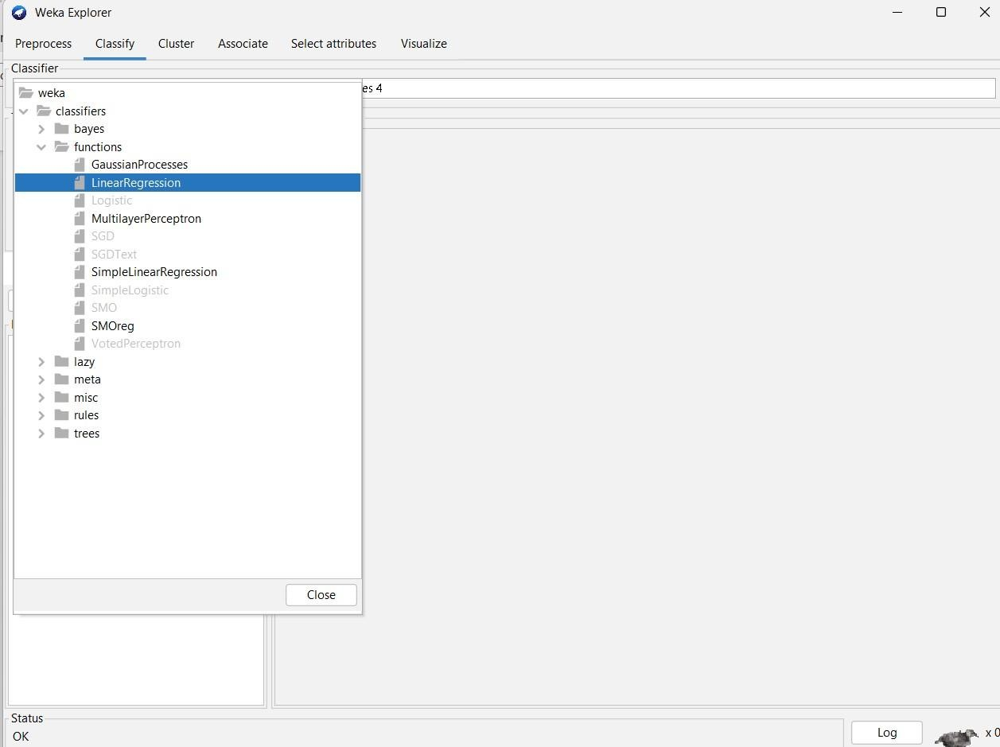 Weka Explorer
Preprocess Classify Cluster Associate Select attributes Visualize
Classifier
weka
es 4
classifiers
bayes
functions
GaussianProcesses
LinearRegression
Logistic
MultilayerPerceptron
SGD
SGDText
SimpleLinearRegression
SimpleLogistic
SMO
SMOreg
VotedPerceptron
lazy
meta
misc
rules
trees
Close
Status
OK
Log
x 0